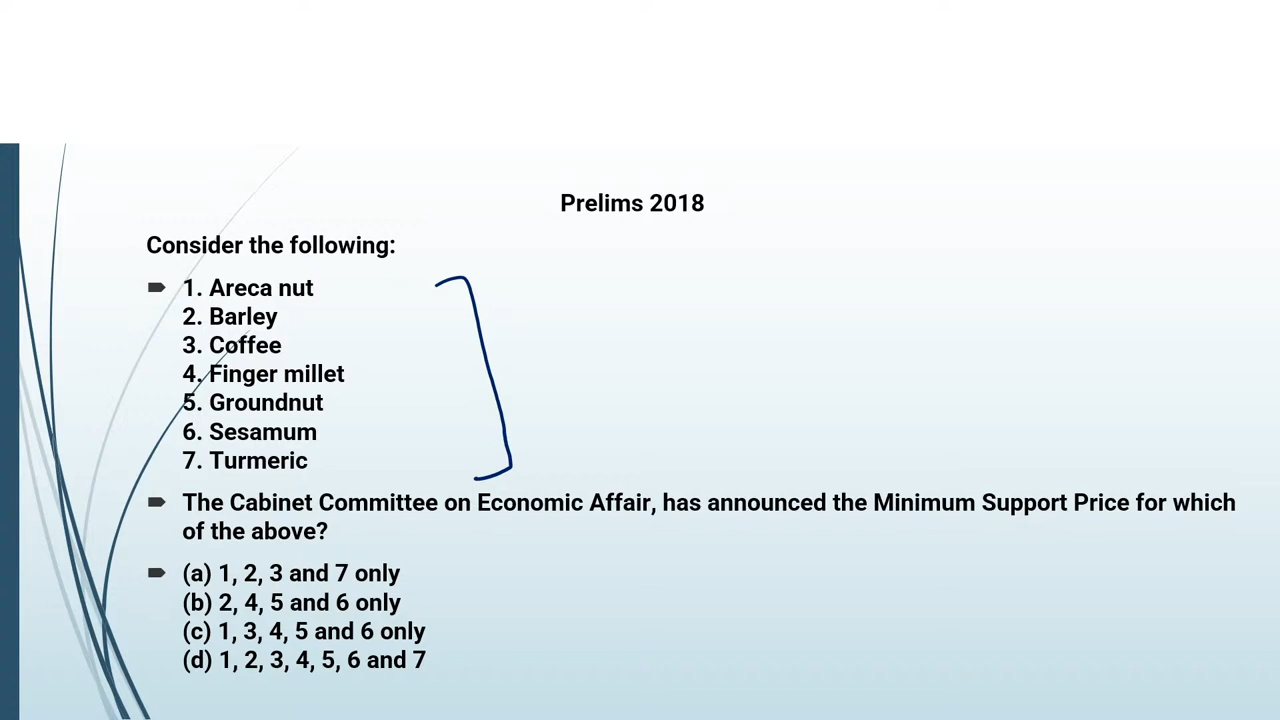 Prelims 2018
Consider the following:
1. Areca nut
2. Barley
3. Coffee
4. Finger millet
5. Groundnut
6. Sesamum
7. Turmeric
The Cabinet Committee on Economic Affair, has announced the Minimum Support Price for which
of the above?
(a) 1, 2, 3 and 7 only
(b) 2, 4, 5 and 6 only
(c) 1, 3, 4, 5 and 6 only
(d) 1, 2, 3, 4, 5, 6 and 7